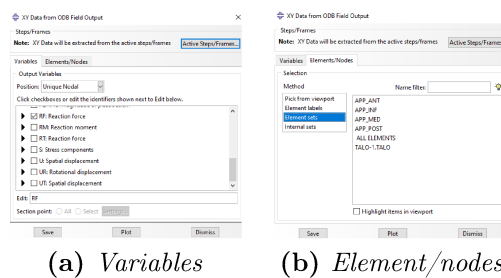 XY Data from ODB Field Output
Steps/Frames
Note: XY Data will be extracted from the active steps/frames Active Steps/Frames...
Variables Elements/Nodes
Output Variables
Position: Unique Nodal
Click checkboxes or edit the identifiers shown next to Edit below.
RF: Reaction force
RM: Reaction moment
RT: Reaction force
S: Stress components
U: Spatial displacement
UR: Rotational displacement
UT: Spatial displacement
Edit: RF
Section point: All Select Settings...
Save Plot Dismiss
(a) Variables
XY Data from ODB Field Output
Steps/Frames
Note: XY Data will be extracted from the active steps/frames Active Steps/Frames
Variables Elements/Nodes
Selection
Method Name filter:
Pick from viewport
Element labels
Element sets
Internal sets
APP_ANT
APP_INF
APP_MED
APP_POST
ALL ELEMENTS
TALO-1.TALO
Highlight items in viewport
Save Plot Dismiss
(b) Element/nodes